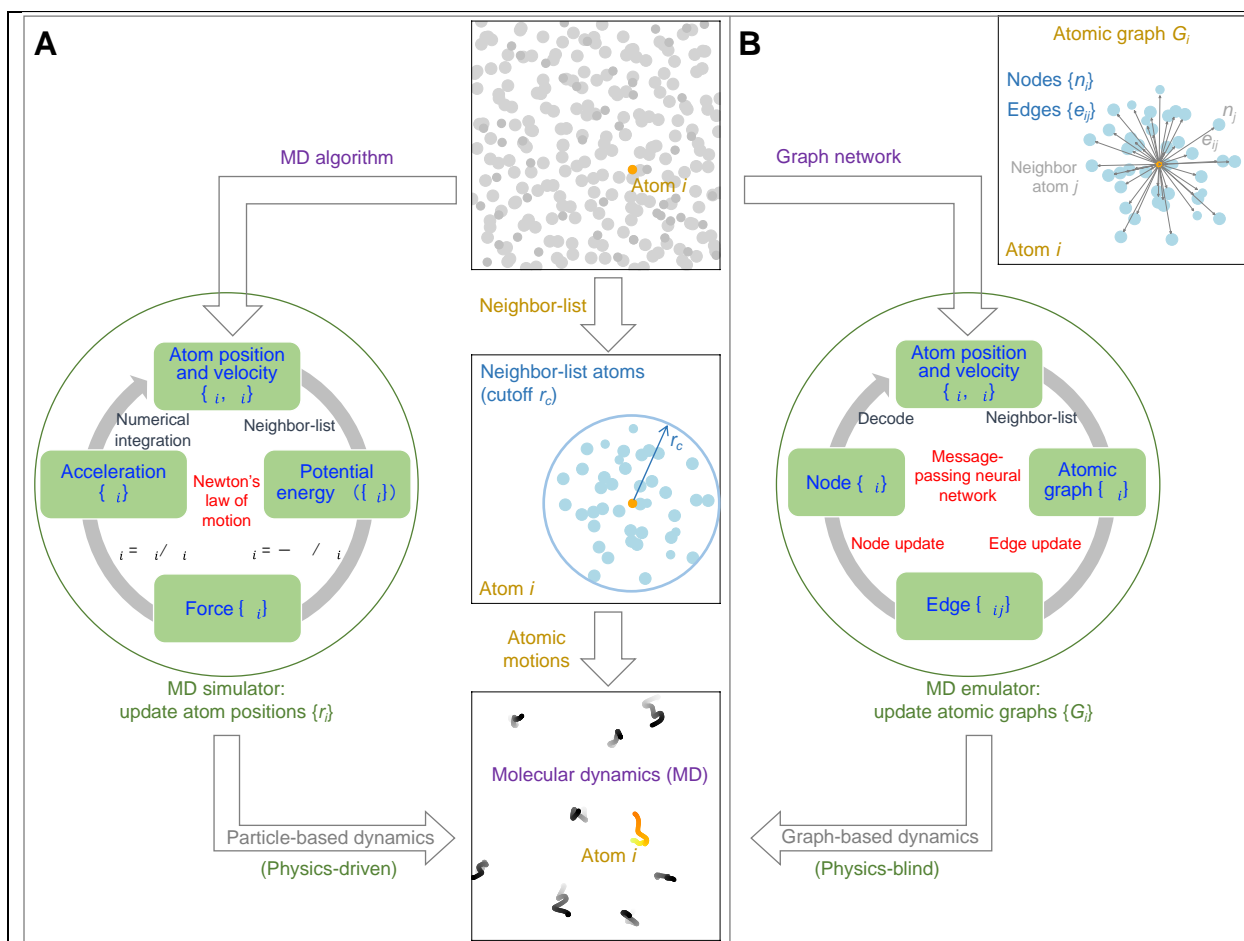 A
MD algorithm
Atom i
Neighbor-list
Atom position
and velocity
{ i, i}
Numerical
integration
Neighbor-list
Acceleration
{ i}
Newton's
law of
motion
Potential
energy ({ i})
i = i/ i
i = − / i
Force { i}
MD simulator:
update atom positions {ri}
Particle-based dynamics
(Physics-driven)
Neighbor-list atoms
(cutoff rc)
rc
Atom i
Atomic
motions
Molecular dynamics (MD)
Atom i
B
Atomic graph Gi
Nodes {ni}
Edges {eij}
nj
eij
Neighbor
atom j
Atom i
Graph network
Atom position
and velocity
{ i, i}
Decode
Neighbor-list
Node { i}
Message-
passing neural
network
Atomic
graph { i}
Node update
Edge update
Edge { ij}
MD emulator:
update atomic graphs {Gi}
Graph-based dynamics
(Physics-blind)